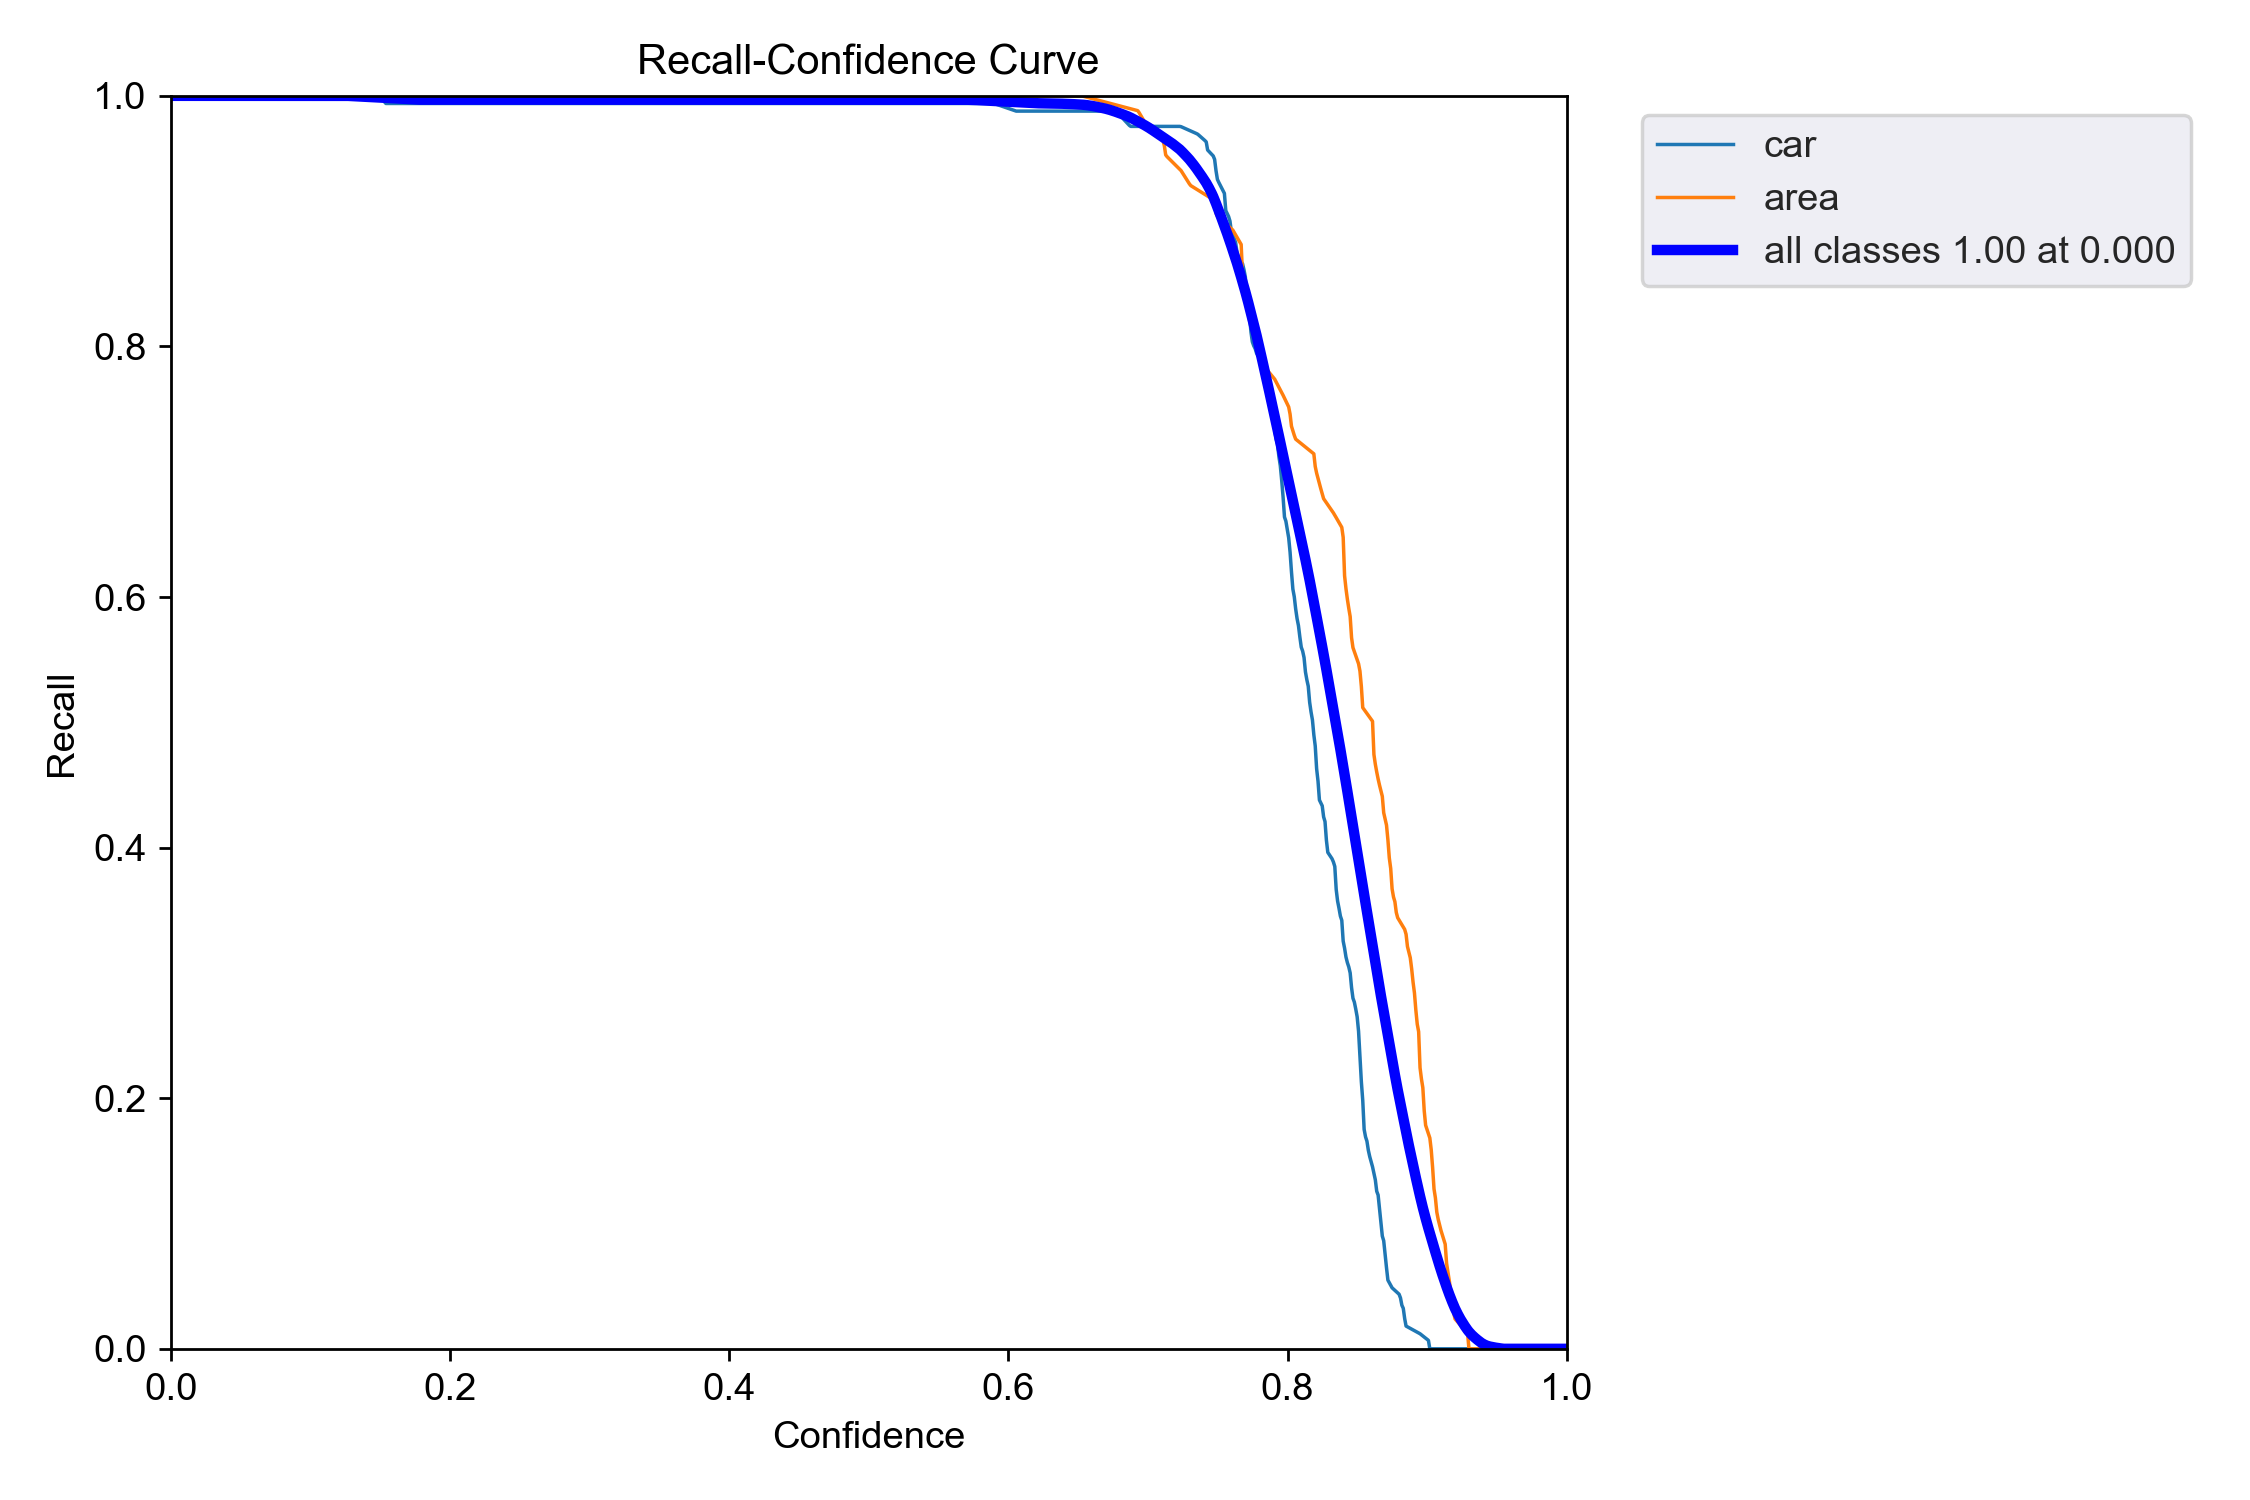 Recall-Confidence Curve
car
area
all classes 1.00 at 0.000
1.0
0.8
0.6
0.4
0.2
0.0
Recall
0.0 0.2 0.4 0.6 0.8 1.0
Confidence